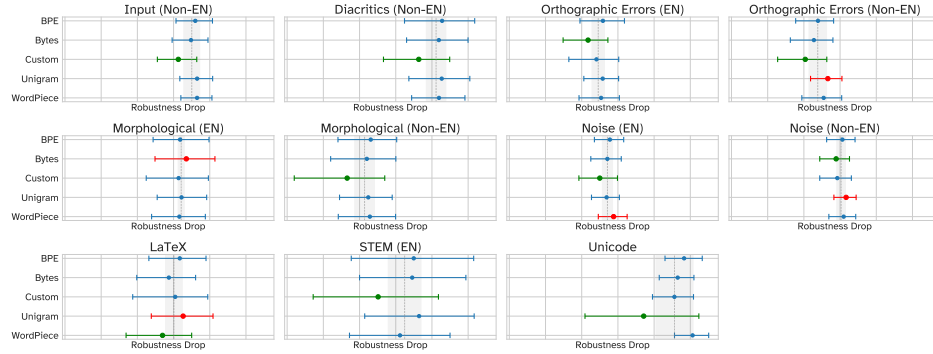 Input (Non-EN)
Diacritics (Non-EN)
Orthographic Errors (EN)
Orthographic Errors (Non-EN)
BPE
Bytes
Custom
Unigram
WordPiece
Robustness Drop
Robustness Drop
Robustness Drop
Robustness Drop
Morphological (EN)
Morphological (Non-EN)
Noise (EN)
Noise (Non-EN)
BPE
Bytes
Custom
Unigram
WordPiece
Robustness Drop
Robustness Drop
Robustness Drop
Robustness Drop
LaTeX
STEM (EN)
Unicode
BPE
Bytes
Custom
Unigram
WordPiece
Robustness Drop
Robustness Drop
Robustness Drop